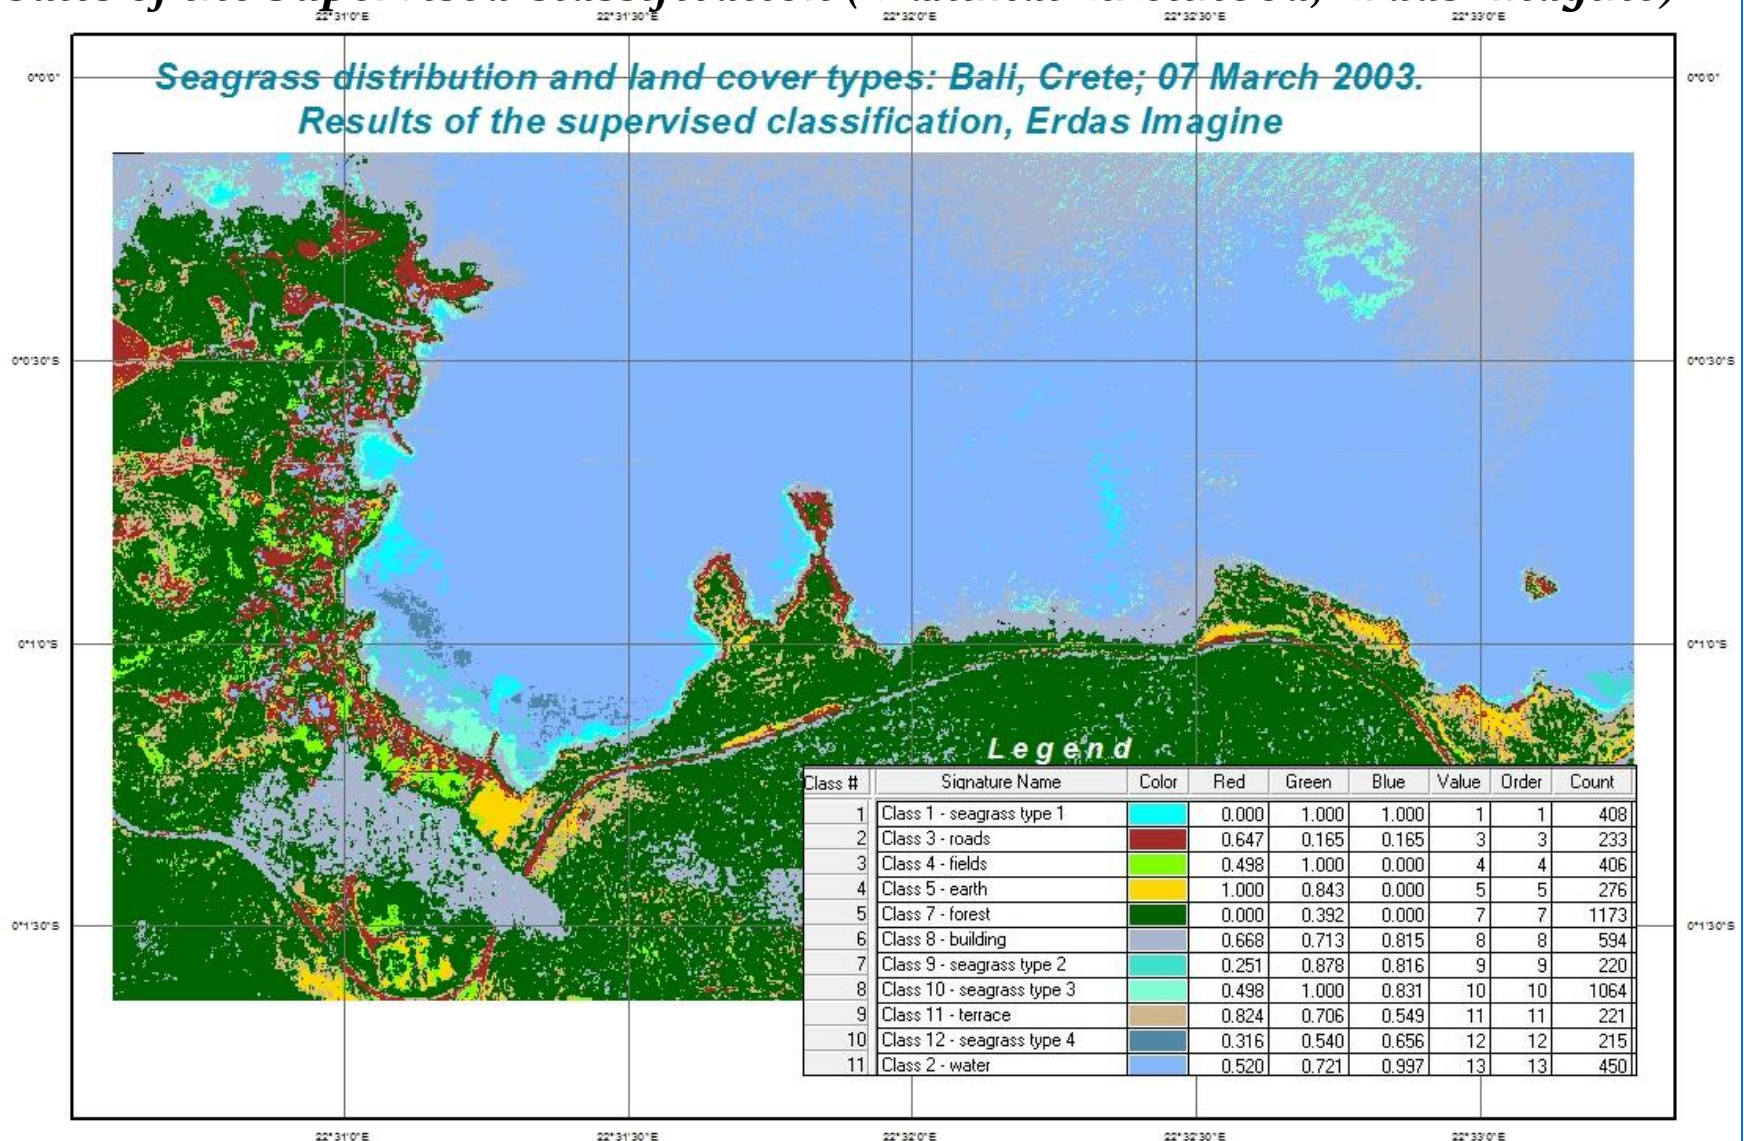 22°31'0"E 22°31'30"E 22°32'0"E 22°32'30"E 22°33'0"E
0°0'0" 0°0'0"
Seagrass distribution and land cover types: Bali, Crete; 07 March 2003.
Results of the supervised classification, Erdas Imagine
0°0'30"S 0°0'30"S
0°1'0"S 0°1'0"S
Legend
Class # Signature Name Color Red Green Blue Value Order Count
1 Class 1 - seagrass type 1 0.000 1.000 1.000 1 1 408
2 Class 3 - roads 0.647 0.165 0.165 3 3 233
3 Class 4 - fields 0.498 1.000 0.000 4 4 406
4 Class 5 - earth 1.000 0.843 0.000 5 5 276
5 Class 7 - forest 0.000 0.392 0.000 7 7 1173
0°1'30"S 0°1'30"S
6 Class 8 - building 0.668 0.713 0.815 8 8 594
7 Class 9 - seagrass type 2 0.251 0.878 0.816 9 9 220
8 Class 10 - seagrass type 3 0.498 1.000 0.831 10 10 1064
9 Class 11 - terrace 0.824 0.706 0.549 11 11 221
10 Class 12 - seagrass type 4 0.316 0.540 0.656 12 12 215
11 Class 2 - water 0.520 0.721 0.997 13 13 450
22°31'0"E 22°31'30"E 22°32'0"E 22°32'30"E 22°33'0"E